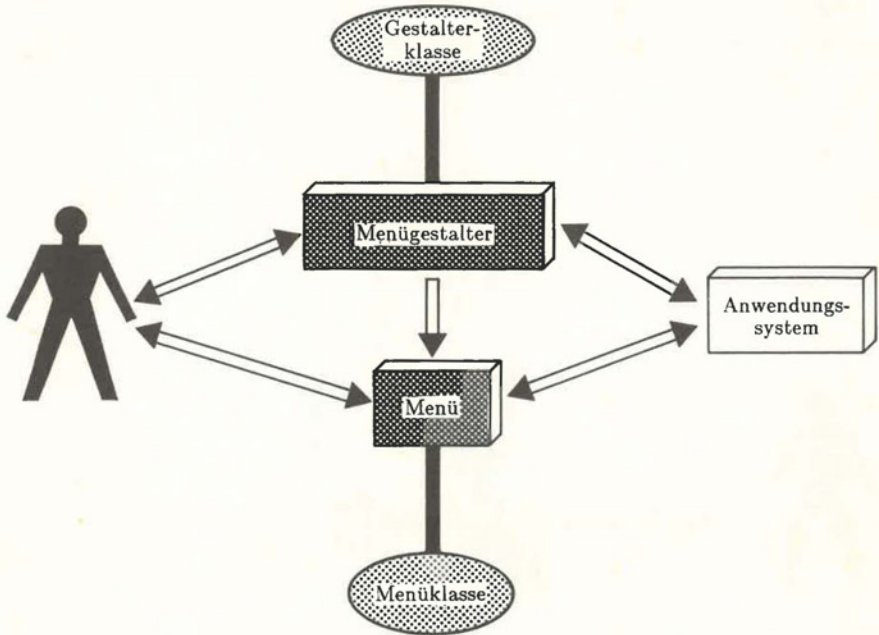 Gestalter-
klasse
Menügestalter
Anwendungs-
system
Menü
Menüklasse